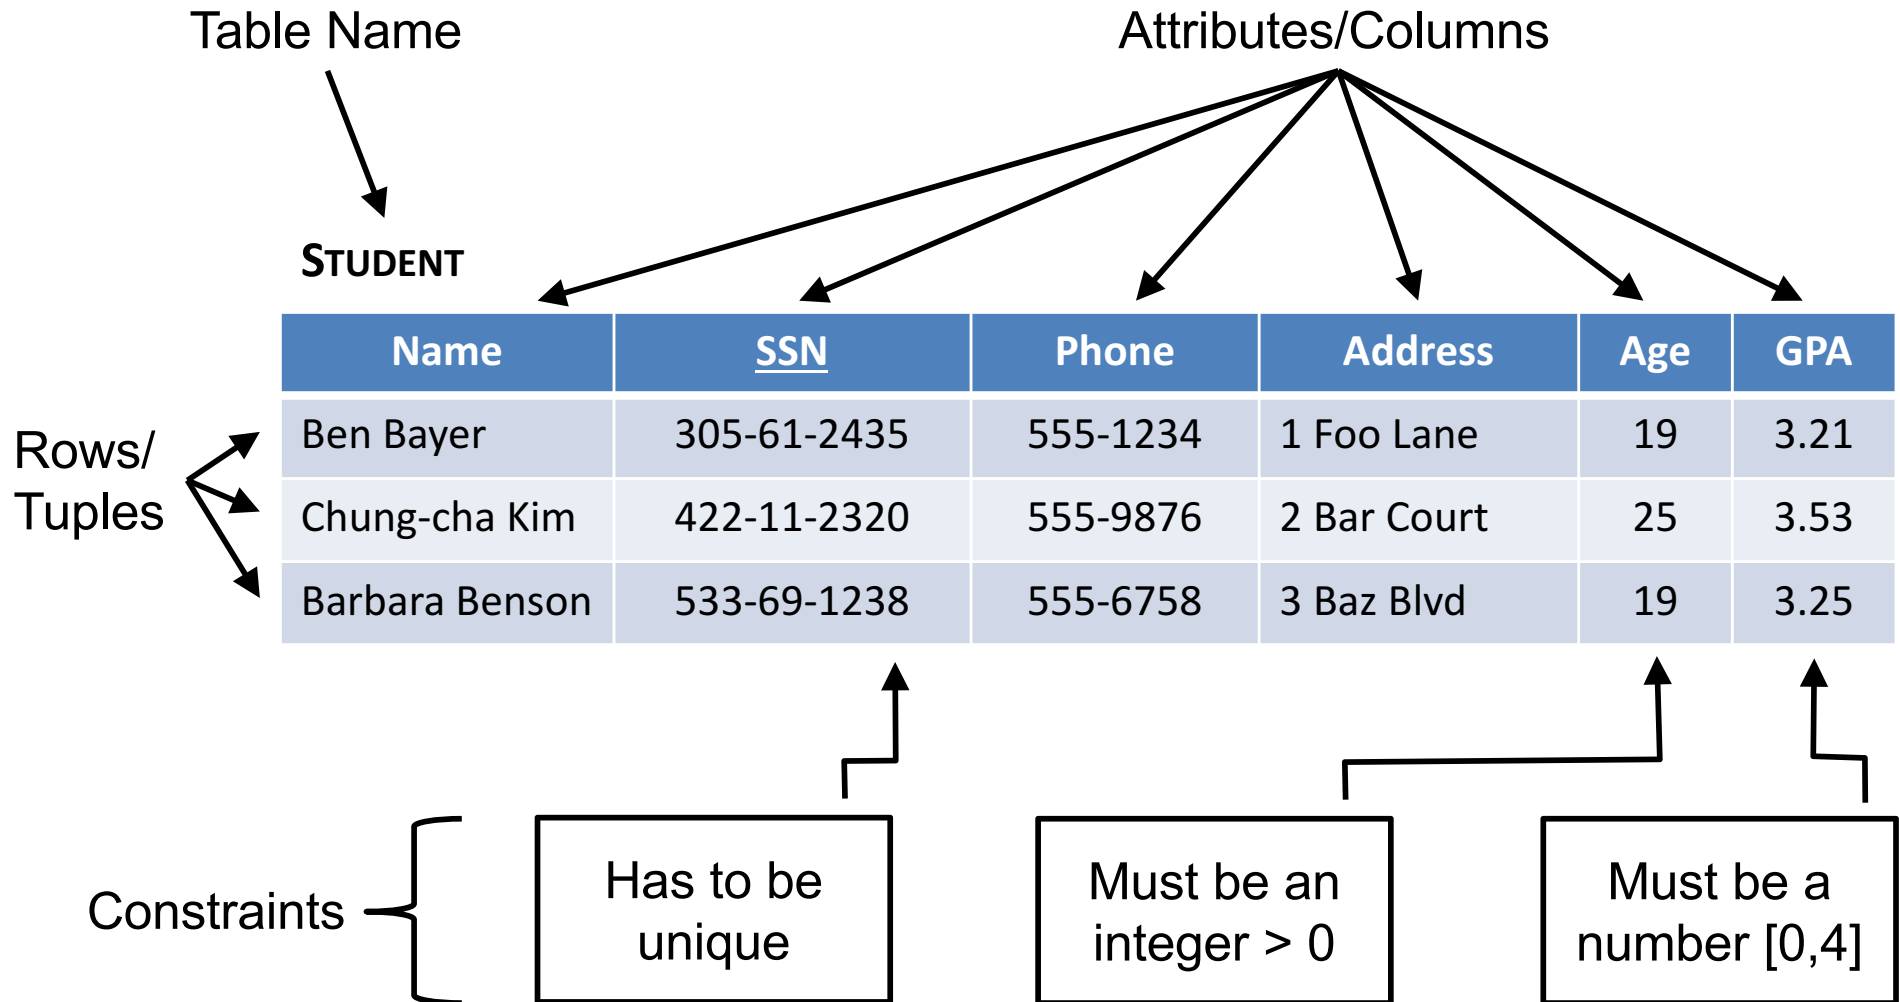 Table Name
Attributes/Columns
STUDENT
Name SSN Phone Address Age GPA
Ben Bayer 305-61-2435 555-1234 1 Foo Lane 19 3.21
Chung-cha Kim 422-11-2320 555-9876 2 Bar Court 25 3.53
Barbara Benson 533-69-1238 555-6758 3 Baz Blvd 19 3.25
Rows/
Tuples
Constraints
Has to be
unique
Must be an
integer > 0
Must be a
number [0,4]